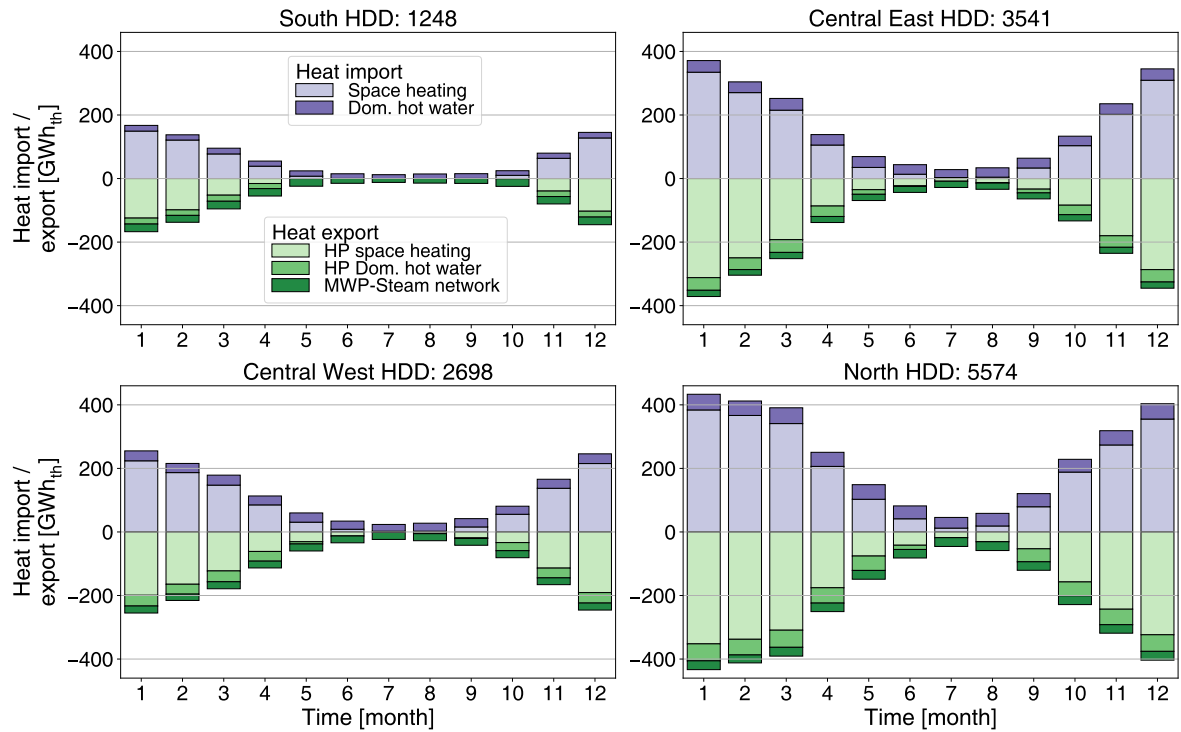 South HDD: 1248
Central East HDD: 3541
Heat import /
export [GWh_th]
400
200
0
−200
−400
Heat import
Space heating
Dom. hot water
Heat export
HP space heating
HP Dom. hot water
MWP-Steam network
1 2 3 4 5 6 7 8 9 10 11 12
400
200
0
−200
−400
1 2 3 4 5 6 7 8 9 10 11 12
Central West HDD: 2698
North HDD: 5574
Heat import /
export [GWh_th]
400
200
0
−200
−400
1 2 3 4 5 6 7 8 9 10 11 12
Time [month]
400
200
0
−200
−400
1 2 3 4 5 6 7 8 9 10 11 12
Time [month]